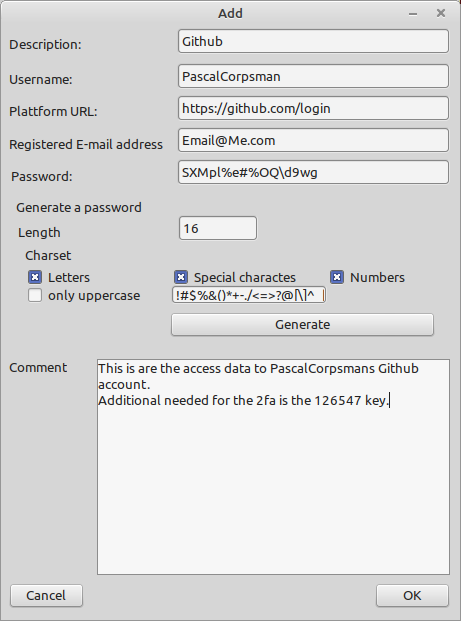 Add
Description: Github
Username: PascalCorpsman
Plattform URL: https://github.com/login
Registered E-mail address Email@Me.com
Password: SXMpl%e#%OQ\d9wg
Generate a password
Length 16
Charset
Letters Special charactes Numbers
only uppercase !#$%&()*+-./<=>?@[\]^
Generate
Comment This is are the access data to PascalCorpsmans Github
account.
Additional needed for the 2fa is the 126547 key.
Cancel OK